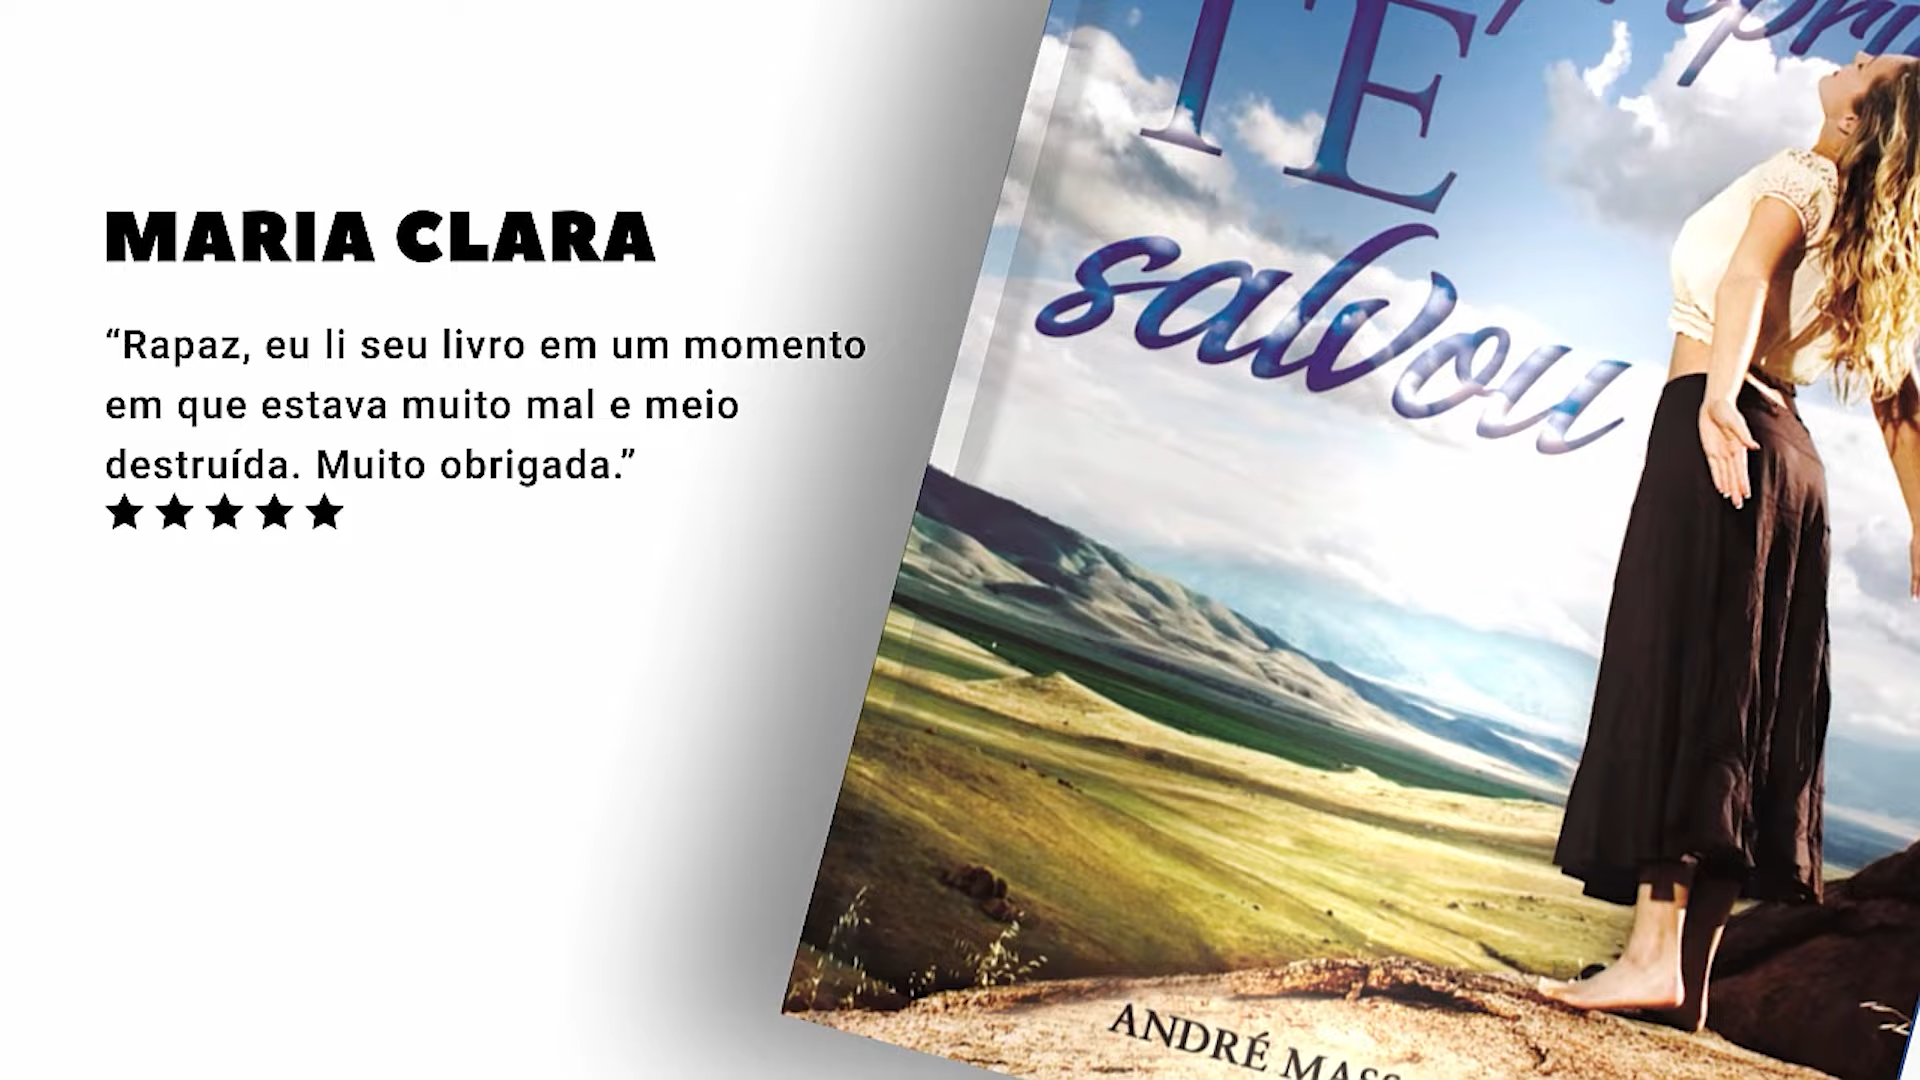 MARIA CLARA
“Rapaz, eu li seu livro em um momento
em que estava muito mal e meio
destruída. Muito obrigada.”
★★★★★
TE
salvou
ANDRÉ